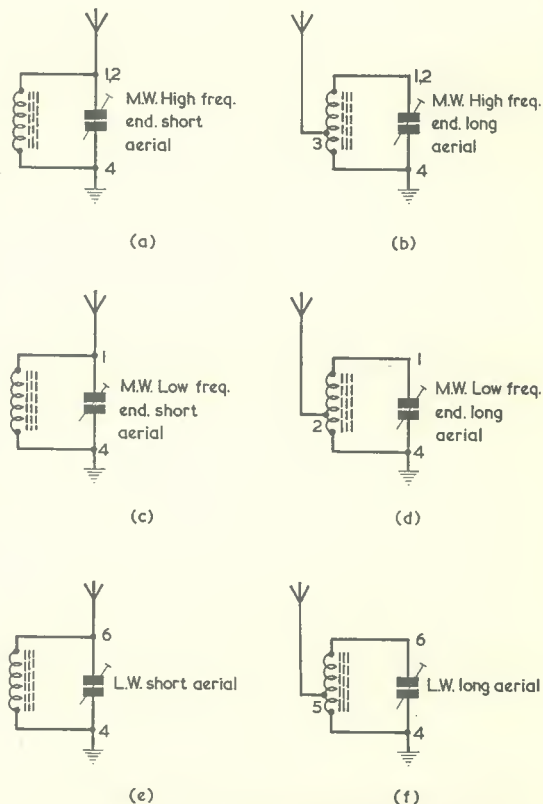 1,2
M.W. High freq.
end. short
aerial
4
(a)
1,2
M.W. High freq.
end. long
aerial
3
4
(b)
1
M.W. Low freq.
end. short
aerial
4
(c)
1
M.W. Low freq.
end. long
aerial
2
4
(d)
6
L.W. short aerial
4
(e)
6
L.W. long aerial
5
4
(f)